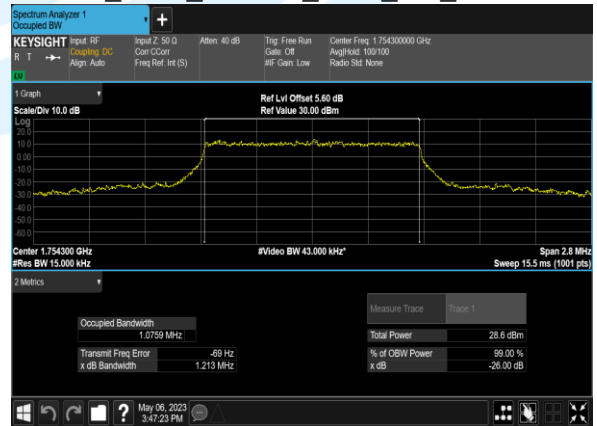 Spectrum Analyzer 1
Occupied BW
+
KEYSIGHT
R T
LU
Input: RF
Coupling: DC
Align: Auto
Input Z: 50 Ω
Corr CCorr
Freq Ref: Int (S)
Atten: 40 dB
Trig: Free Run
Gate: Off
#IF Gain: Low
Center Freq: 1.754300000 GHz
Avg|Hold: 100/100
Radio Std: None
1 Graph
Scale/Div 10.0 dB
Ref Lvl Offset 5.60 dB
Ref Value 30.00 dBm
Log
20.0
10.0
0.00
-10.0
-20.0
-30.0
-40.0
-50.0
-60.0
Center 1.754300 GHz
#Res BW 15.000 kHz
#Video BW 43.000 kHz*
Span 2.8 MHz
Sweep 15.5 ms (1001 pts)
2 Metrics
Measure Trace Trace 1
Occupied Bandwidth
1.0759 MHz
Total Power 28.6 dBm
Transmit Freq Error -69 Hz
% of OBW Power 99.00 %
x dB Bandwidth 1.213 MHz
x dB -26.00 dB
?
May 06, 2023
3:47:23 PM